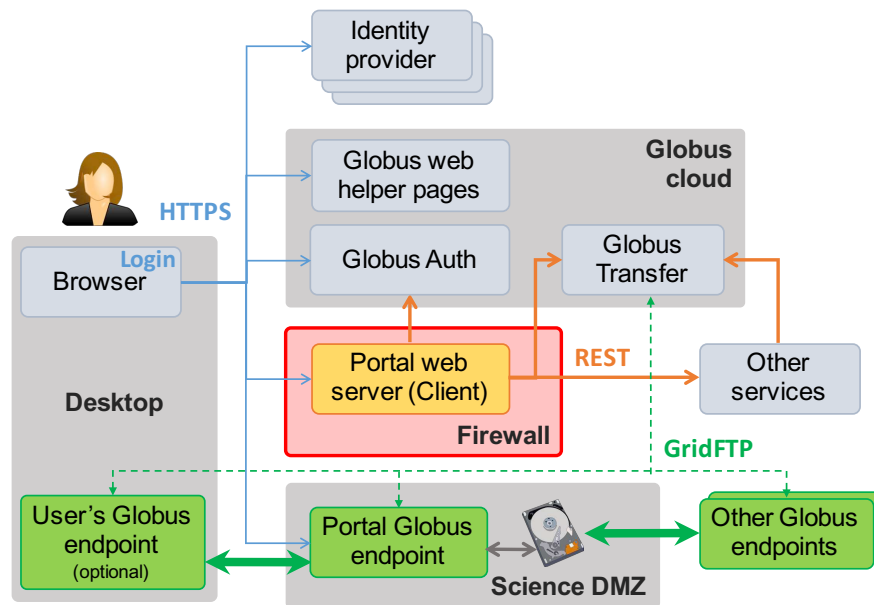 Identity
provider
Globus web
helper pages
Globus
cloud
HTTPS
Login
Browser
Globus Auth
Globus
Transfer
Portal web
server (Client)
Firewall
REST
Other
services
Desktop
GridFTP
User’s Globus
endpoint
(optional)
Portal Globus
endpoint
Science DMZ
Other Globus
endpoints